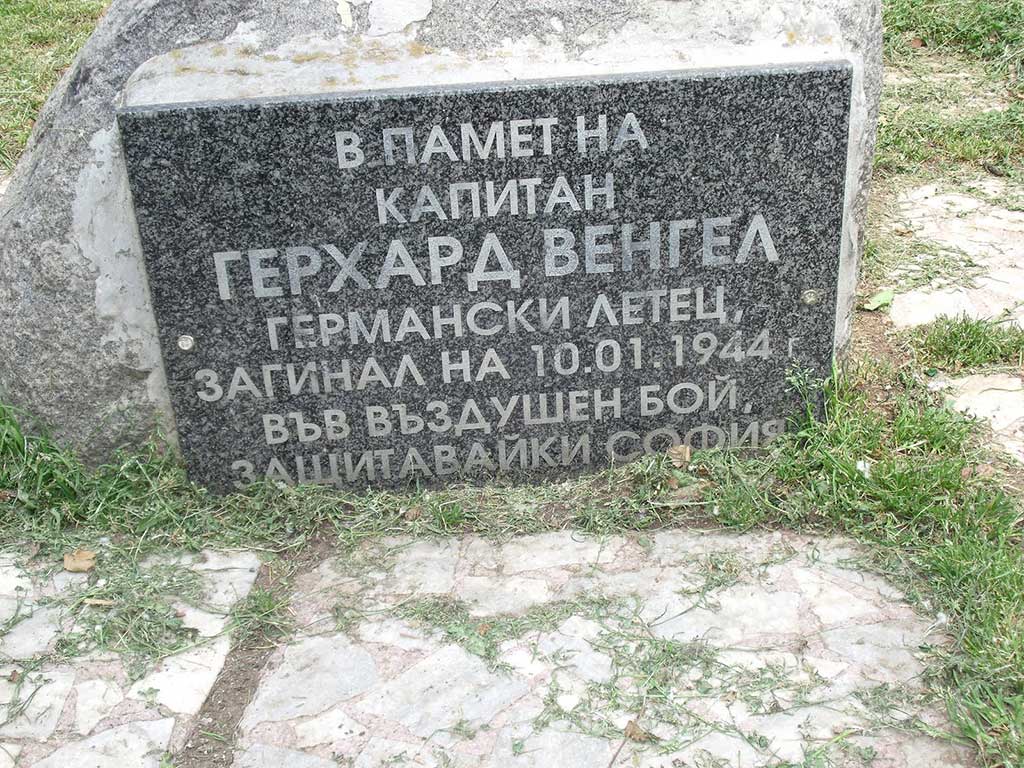 В ПАМЕТ НА
КАПИТАН
ГЕРХАРД ВЕНГЕЛ
ГЕРМАНСКИ ЛЕТЕЦ,
ЗАГИНАЛ НА 10.01.1944 г.
ВЪВ ВЪЗДУШЕН БОЙ,
ЗАЩИТАВАЙКИ СОФИЯ